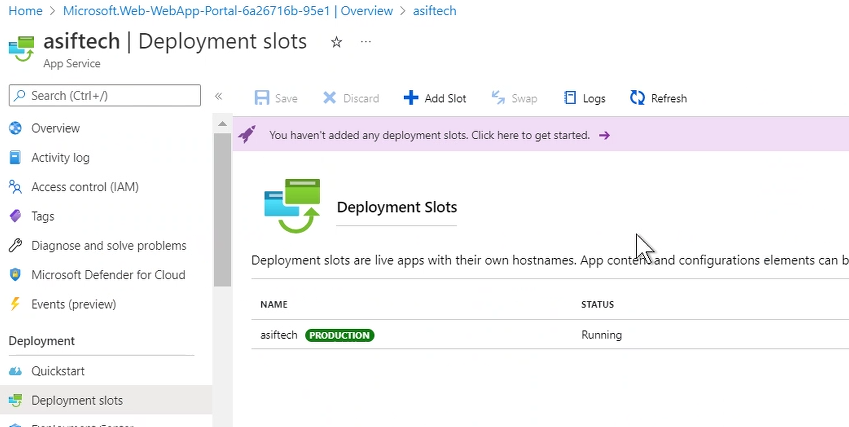 Home > Microsoft.Web-WebApp-Portal-6a26716b-95e1 | Overview > asiftech
asiftech | Deployment slots
App Service
Search (Ctrl+/)
Save Discard Add Slot Swap Logs Refresh
You haven't added any deployment slots. Click here to get started.
Overview
Activity log
Access control (IAM)
Tags
Diagnose and solve problems
Microsoft Defender for Cloud
Events (preview)
Deployment
Quickstart
Deployment slots
Deployment Center
Deployment Slots
Deployment slots are live apps with their own hostnames. App content and configurations elements can b
NAME STATUS
asiftech PRODUCTION Running